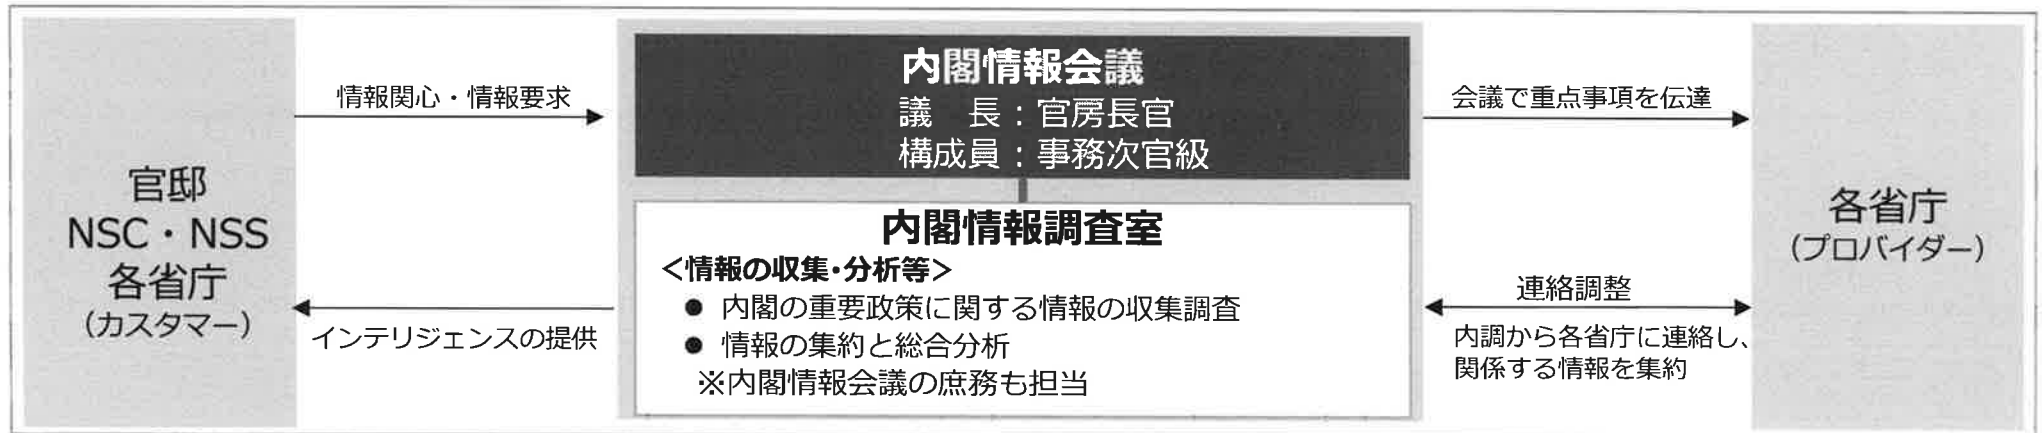 官邸
NSC・NSS
各省庁
（カスタマー）
情報関心・情報要求
インテリジェンスの提供
内閣情報会議
議　長：官房長官
構成員：事務次官級
内閣情報調査室
＜情報の収集・分析等＞
● 内閣の重要政策に関する情報の収集調査
● 情報の集約と総合分析
※内閣情報会議の庶務も担当
会議で重点事項を伝達
連絡調整
内調から各省庁に連絡し、
関係する情報を集約
各省庁
（プロバイダー）